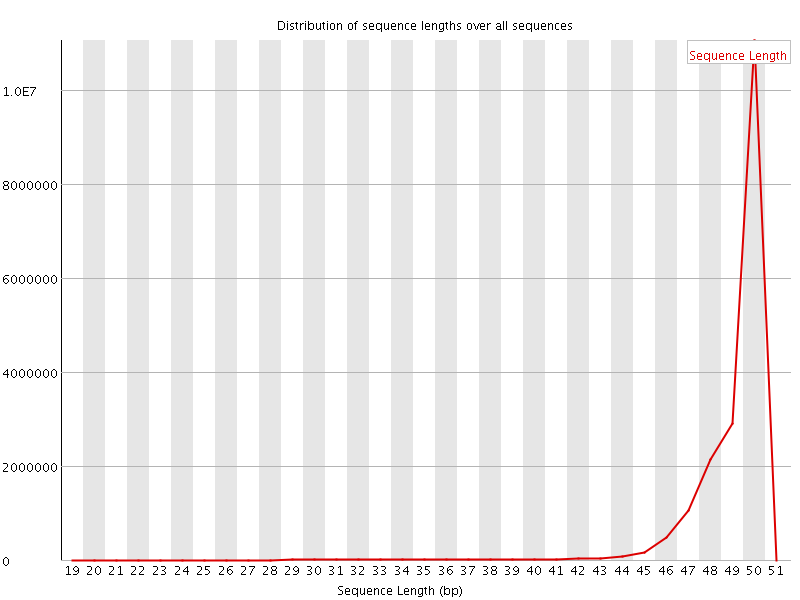 Distribution of sequence lengths over all sequences
Sequence Length
1.0E7
8000000
6000000
4000000
2000000
0
19 20 21 22 23 24 25 26 27 28 29 30 31 32 33 34 35 36 37 38 39 40 41 42 43 44 45 46 47 48 49 50 51
Sequence Length (bp)